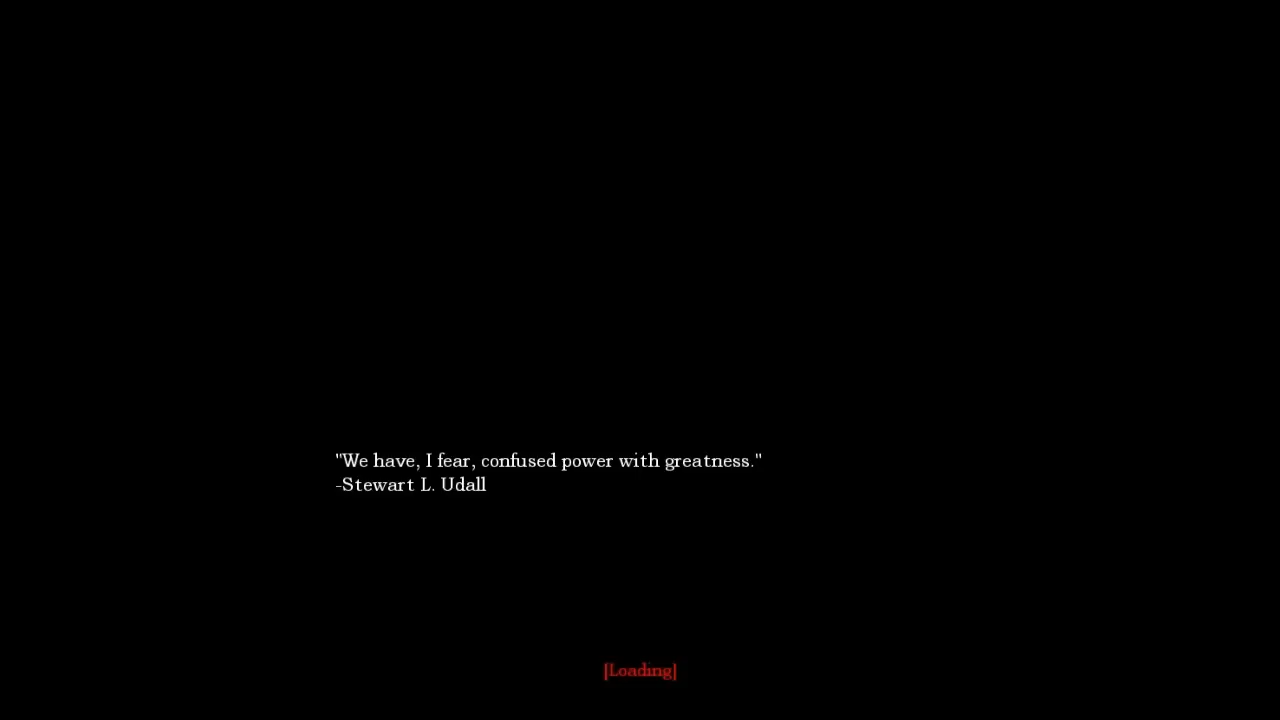 "We have, I fear, confused power with greatness."
-Stewart L. Udall
[Loading]